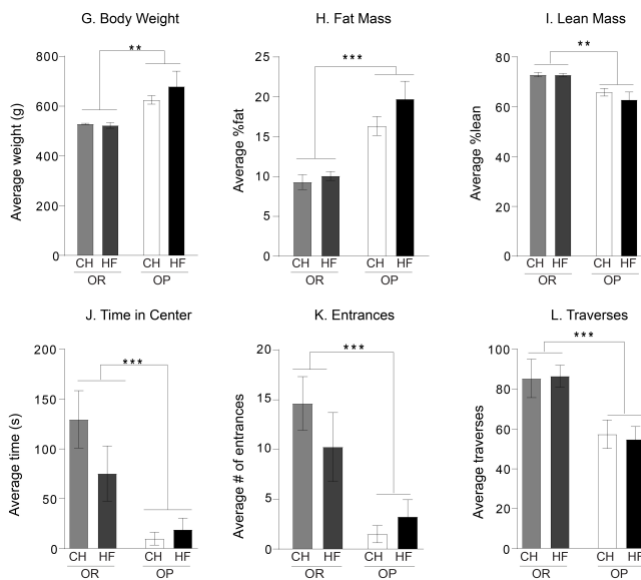 G. Body Weight
**
Average weight (g)
800
600
400
200
0
CH HF CH HF
OR OP
H. Fat Mass
***
Average %fat
25
20
15
10
5
0
CH HF CH HF
OR OP
I. Lean Mass
**
Average %lean
80
60
40
20
0
CH HF CH HF
OR OP
J. Time in Center
***
Average time (s)
200
150
100
50
0
CH HF CH HF
OR OP
K. Entrances
***
Average # of entrances
20
15
10
5
0
CH HF CH HF
OR OP
L. Traverses
***
Average traverses
100
80
60
40
20
0
CH HF CH HF
OR OP